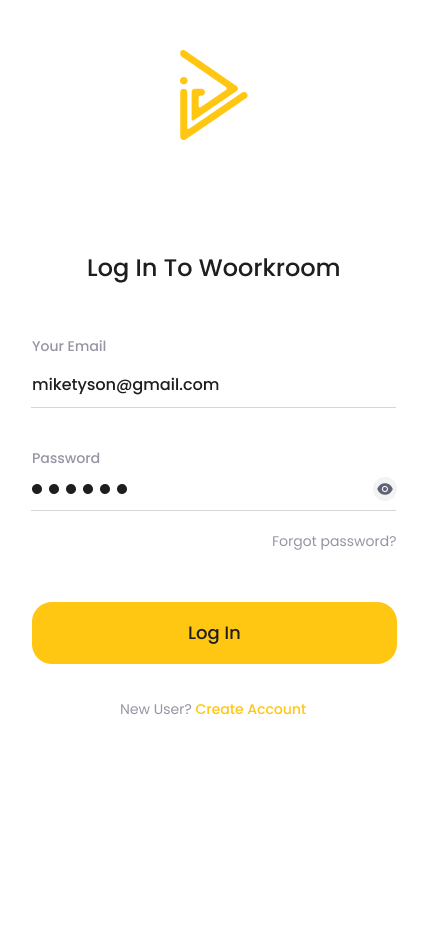 Log In To Woorkroom
Your Email
miketyson@gmail.com
Password
Forgot password?
Log In
New User? Create Account